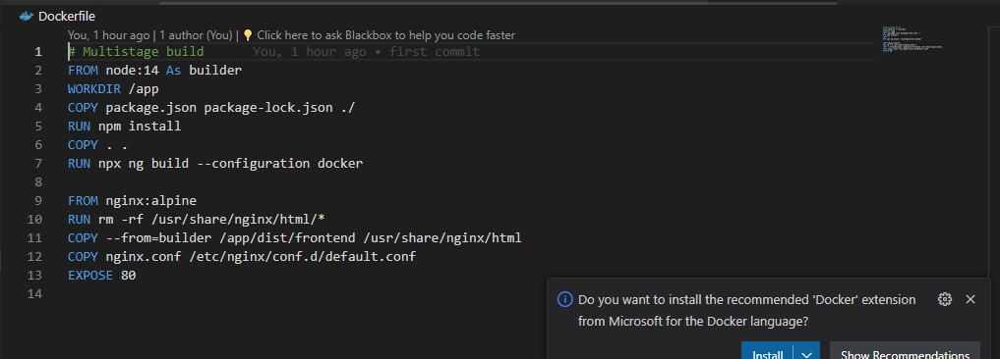 Dockerfile
You, 1 hour ago | 1 author (You) | Click here to ask Blackbox to help you code faster
1 # Multistage build You, 1 hour ago • first commit
2 FROM node:14 As builder
3 WORKDIR /app
4 COPY package.json package-lock.json ./
5 RUN npm install
6 COPY . .
7 RUN npx ng build --configuration docker
8
9 FROM nginx:alpine
10 RUN rm -rf /usr/share/nginx/html/*
11 COPY --from=builder /app/dist/frontend /usr/share/nginx/html
12 COPY nginx.conf /etc/nginx/conf.d/default.conf
13 EXPOSE 80
14
Do you want to install the recommended 'Docker' extension
from Microsoft for the Docker language?
Install Show Recommendations